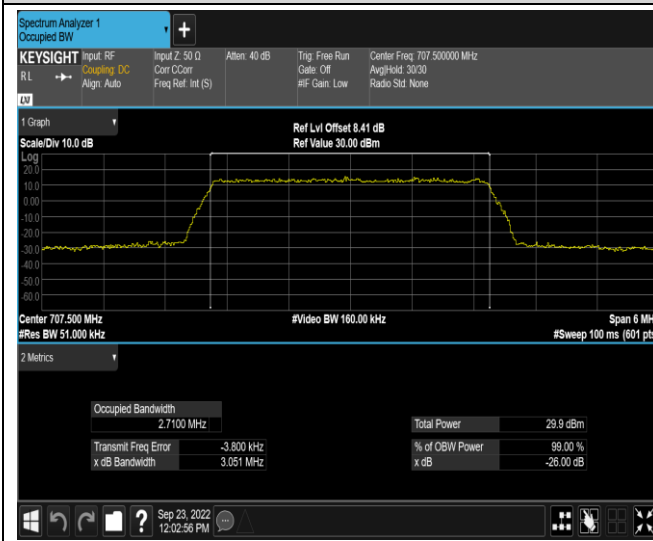 Spectrum Analyzer 1
Occupied BW
+
KEYSIGHT Input: RF Input Z: 50 Ω Atten: 40 dB Trig: Free Run Center Freq: 707.500000 MHz
RL Coupling: DC Corr CCorr Gate: Off Avg|Hold: 30/30
Align: Auto Freq Ref: Int (S) #IF Gain: Low Radio Std: None
LXI
1 Graph
Ref Lvl Offset 8.41 dB
Scale/Div 10.0 dB Ref Value 30.00 dBm
Log
20.0
10.0
0.00
-10.0
-20.0
-30.0
-40.0
-50.0
-60.0
Center 707.500 MHz #Video BW 160.00 kHz Span 6 MH
#Res BW 51.000 kHz #Sweep 100 ms (601 pts
2 Metrics
Occupied Bandwidth
2.7100 MHz Total Power 29.9 dBm
Transmit Freq Error -3.800 kHz % of OBW Power 99.00 %
x dB Bandwidth 3.051 MHz x dB -26.00 dB
? Sep 23, 2022
12:02:56 PM